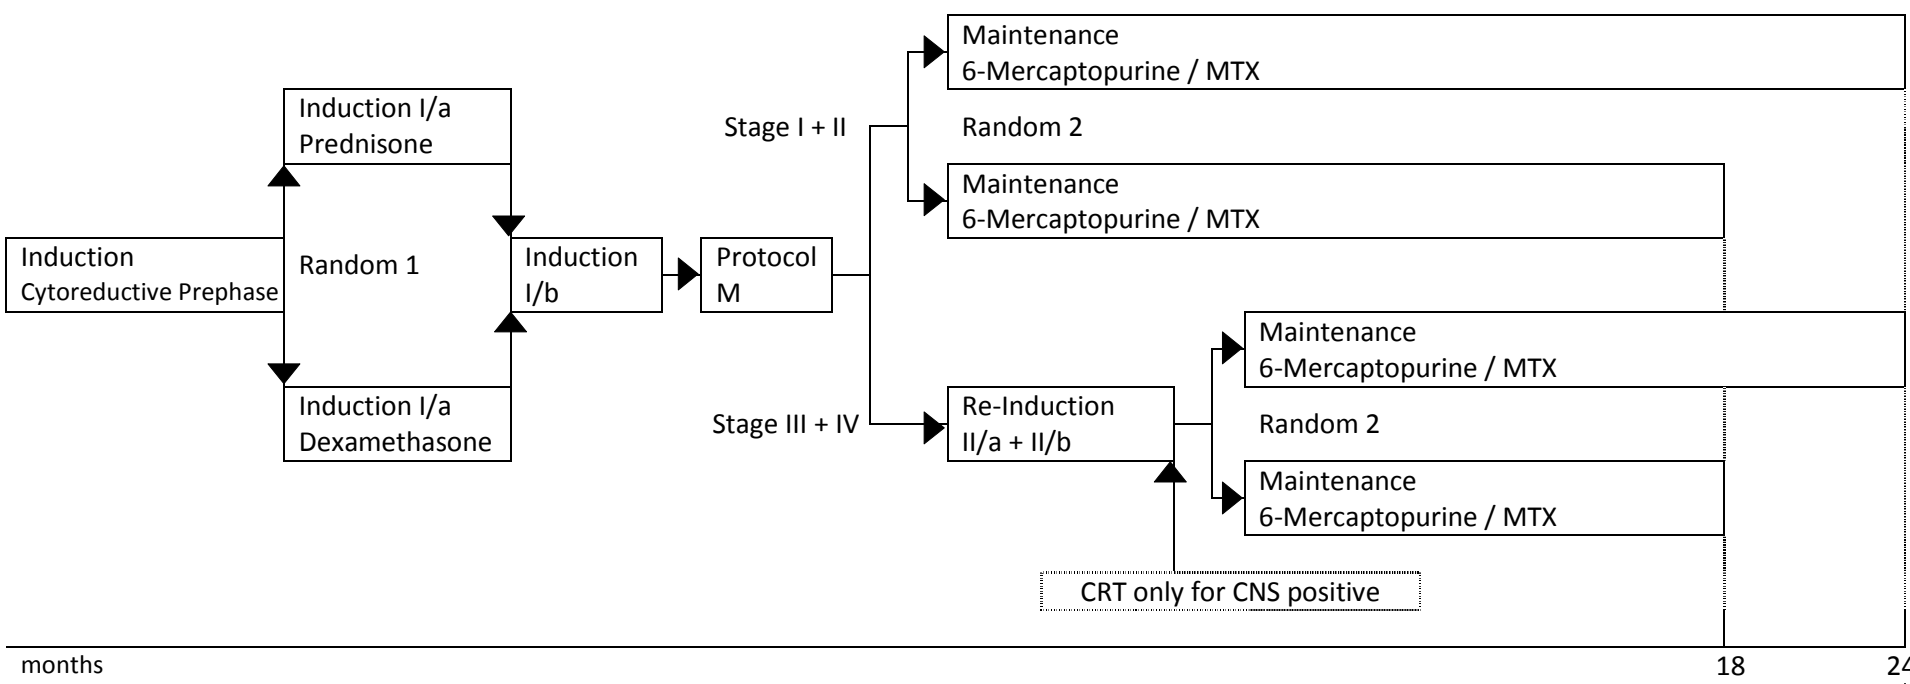 Maintenance
6-Mercaptopurine / MTX
Induction I/a
Prednisone
Stage I + II
Random 2
Maintenance
6-Mercaptopurine / MTX
Induction
Cytoreductive Prephase
Random 1
Induction
I/b
Protocol
M
Maintenance
6-Mercaptopurine / MTX
Induction I/a
Dexamethasone
Stage III + IV
Re-Induction
II/a + II/b
Random 2
Maintenance
6-Mercaptopurine / MTX
CRT only for CNS positive
months
18
24